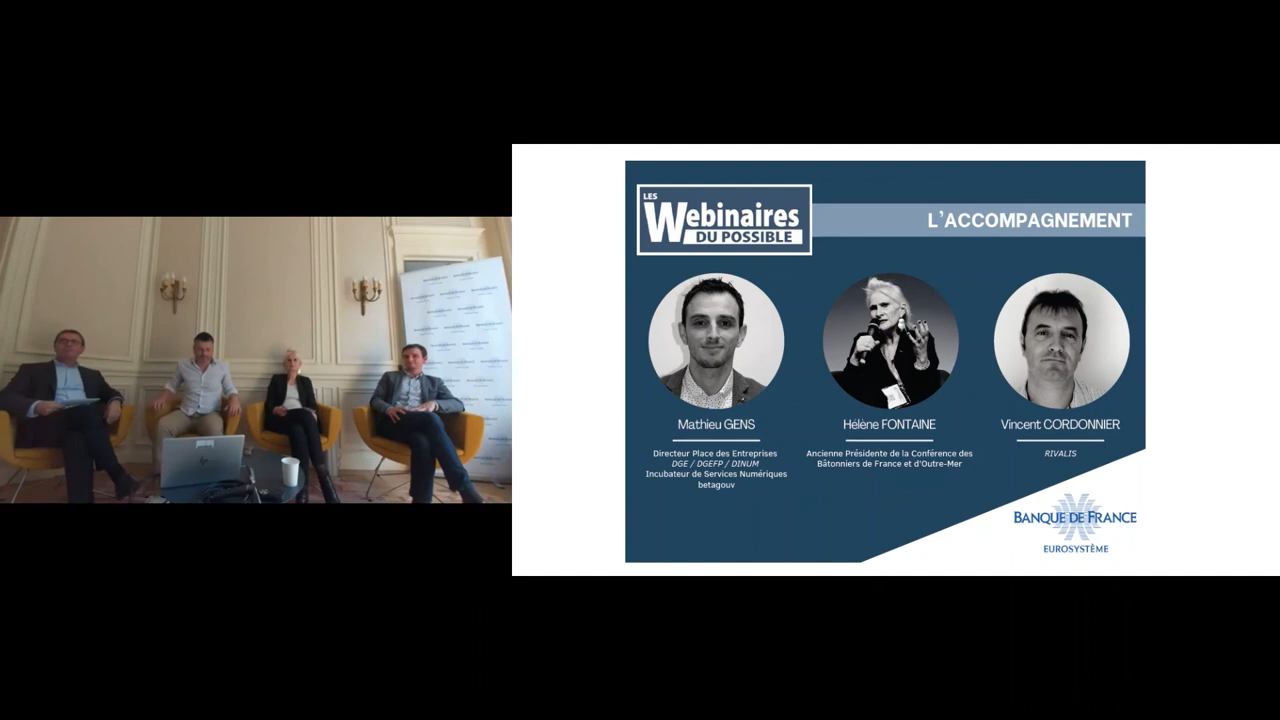 LES
Webinaires
DU POSSIBLE
L'ACCOMPAGNEMENT
Mathieu GENS
Directeur Place des Entreprises
DGE / DGEFP / DINUM
Incubateur de Services Numériques
betagouv
Hélène FONTAINE
Ancienne Présidente de la Conférence des
Bâtonniers de France et d'Outre-Mer
Vincent CORDONNIER
RIVALIS
BANQUE DE FRANCE
EUROSYSTÈME
hp